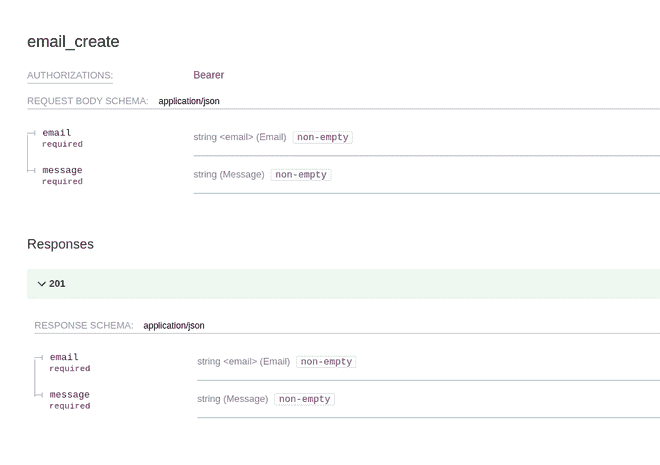 email_create
AUTHORIZATIONS: Bearer
REQUEST BODY SCHEMA: application/json
email string <email> (Email) non-empty
required
message string (Message) non-empty
required
Responses
201
RESPONSE SCHEMA: application/json
email string <email> (Email) non-empty
required
message string (Message) non-empty
required